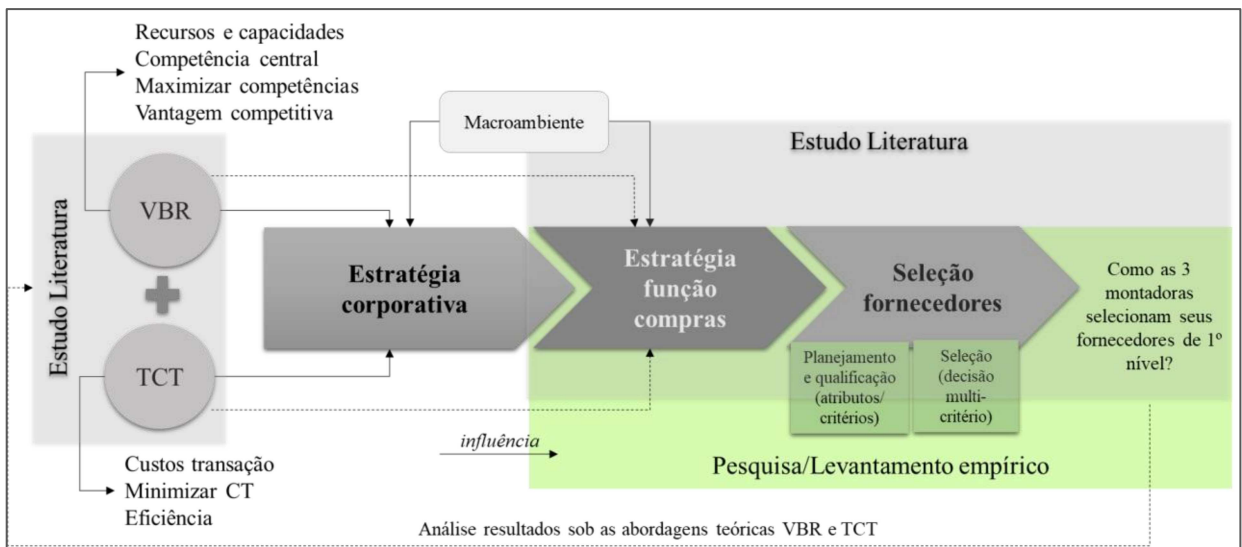 Recursos e capacidades
Competência central
Maximizar competências
Vantagem competitiva
Macroambiente
Estudo Literatura
Estudo Literatura
VBR
TCT
Estratégia
corporativa
Estratégia
função
compras
Seleção
fornecedores
Como as 3
montadoras
selecionam seus
fornecedores de 1º
nível?
Planejamento
e qualificação
(atributos/
critérios)
Seleção
(decisão
multi-
critério)
influência
Pesquisa/Levantamento empírico
Custos transação
Minimizar CT
Eficiência
Análise resultados sob as abordagens teóricas VBR e TCT